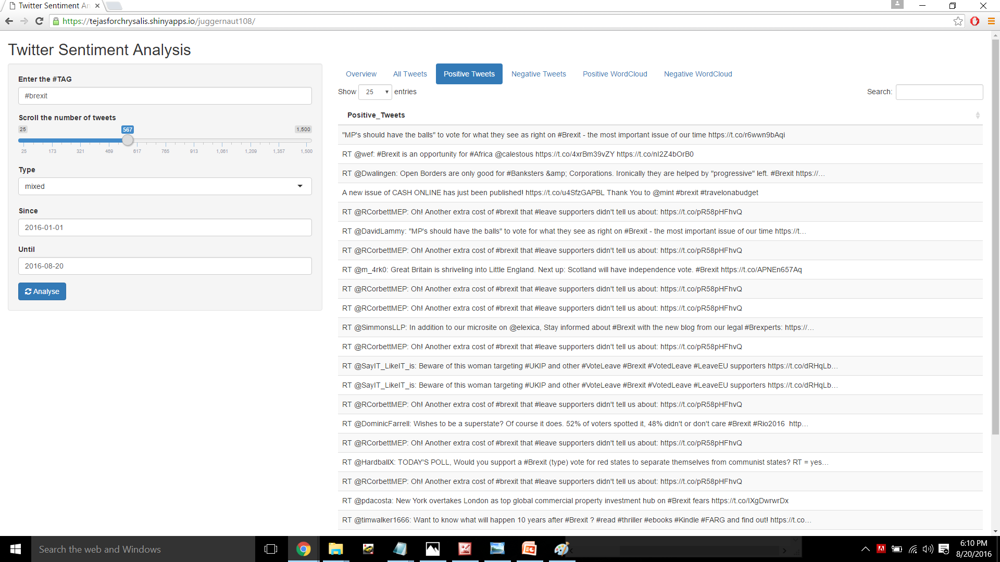 Twitter Sentiment An
https://tejasforchrysalis.shinyapps.io/juggernaut108/
Twitter Sentiment Analysis
Enter the #TAG
#brexit
Scroll the number of tweets
25 567 1,500
25 173 321 469 617 765 913 1,061 1,209 1,357 1,500
Type
mixed
Since
2016-01-01
Until
2016-08-20
Analyse
Overview All Tweets Positive Tweets Negative Tweets Positive WordCloud Negative WordCloud
Show 25 entries Search:
Positive_Tweets
"MP's should have the balls" to vote for what they see as right on #Brexit - the most important issue of our time https://t.co/r6wwn9bAqi
RT @wef: #Brexit is an opportunity for #Africa @calestous https://t.co/4xrBm39vZY https://t.co/nI2Z4bOrB0
RT @Dwalingen: Open Borders are only good for #Banksters &amp; Corporations. Ironically they are helped by "progressive" left. #Brexit https://…
A new issue of CASH ONLINE has just been published! https://t.co/u4SfzGAPBL Thank You to @mint #brexit #travelonabudget
RT @RCorbettMEP: Oh! Another extra cost of #brexit that #leave supporters didn't tell us about: https://t.co/pR58pHFhvQ
RT @DavidLammy: "MP's should have the balls" to vote for what they see as right on #Brexit - the most important issue of our time https://t…
RT @RCorbettMEP: Oh! Another extra cost of #brexit that #leave supporters didn't tell us about: https://t.co/pR58pHFhvQ
RT @m_4rk0: Great Britain is shriveling into Little England. Next up: Scotland will have independence vote. #Brexit https://t.co/APNEn657Aq
RT @RCorbettMEP: Oh! Another extra cost of #brexit that #leave supporters didn't tell us about: https://t.co/pR58pHFhvQ
RT @RCorbettMEP: Oh! Another extra cost of #brexit that #leave supporters didn't tell us about: https://t.co/pR58pHFhvQ
RT @SimmonsLLP: In addition to our microsite on @elexica, Stay informed about #Brexit with the new blog from our legal #Brexperts: https://…
RT @RCorbettMEP: Oh! Another extra cost of #brexit that #leave supporters didn't tell us about: https://t.co/pR58pHFhvQ
RT @SayIT_LikeIT_is: Beware of this woman targeting #UKIP and other #VoteLeave #Brexit #VotedLeave #LeaveEU supporters https://t.co/dRHqLb…
RT @SayIT_LikeIT_is: Beware of this woman targeting #UKIP and other #VoteLeave #Brexit #VotedLeave #LeaveEU supporters https://t.co/dRHqLb…
RT @RCorbettMEP: Oh! Another extra cost of #brexit that #leave supporters didn't tell us about: https://t.co/pR58pHFhvQ
RT @DominicFarrell: Wishes to be a superstate? Of course it does. 52% of voters spotted it, 48% didn't or don't care #Brexit #Rio2016 http…
RT @RCorbettMEP: Oh! Another extra cost of #brexit that #leave supporters didn't tell us about: https://t.co/pR58pHFhvQ
RT @HardballX: TODAY'S POLL, Would you support a #Brexit (type) vote for red states to separate themselves from communist states? RT = yes…
RT @RCorbettMEP: Oh! Another extra cost of #brexit that #leave supporters didn't tell us about: https://t.co/pR58pHFhvQ
RT @pdacosta: New York overtakes London as top global commercial property investment hub on #Brexit fears https://t.co/IXgDwrwrDx
RT @timwalker1666: Want to know what will happen 10 years after #Brexit ? #read #thriller #ebooks #Kindle #FARG and find out! https://t.co…
Search the web and Windows
6:10 PM
8/20/2016